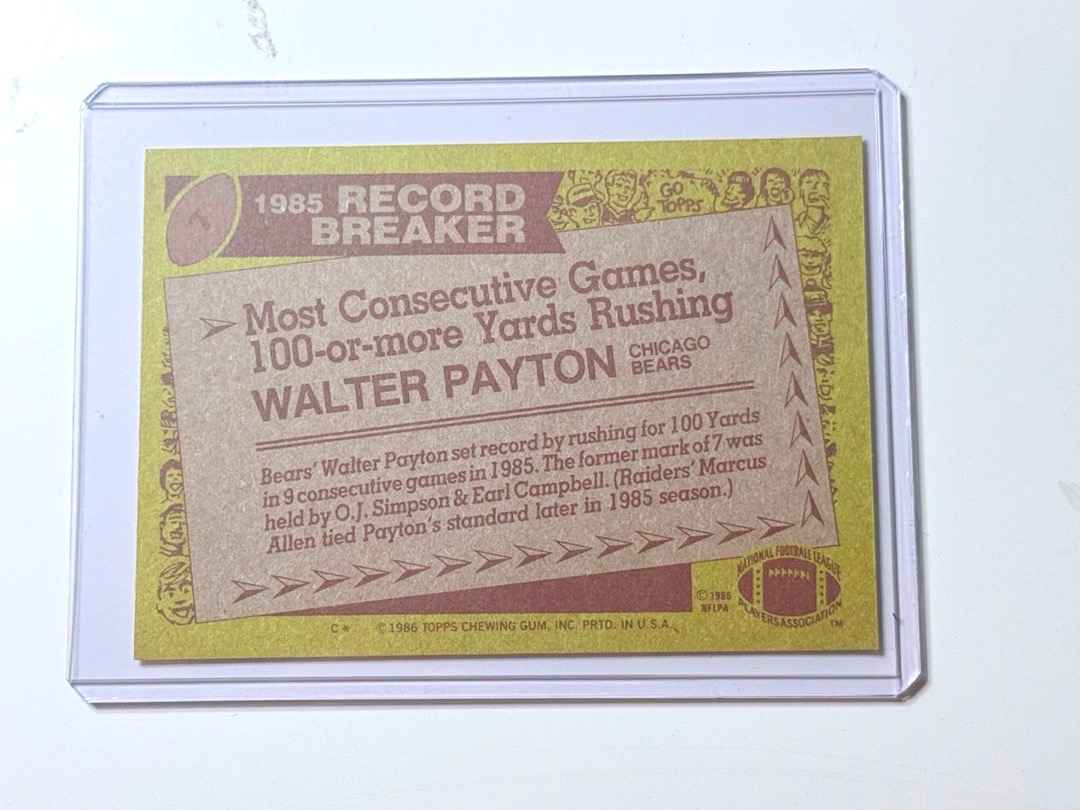 7
1985 RECORD
BREAKER
GO
TOPPS
Most Consecutive Games,
100-or-more Yards Rushing
WALTER PAYTON
CHICAGO
BEARS
Bears' Walter Payton set record by rushing for 100 Yards
in 9 consecutive games in 1985. The former mark of 7 was
held by O.J. Simpson & Earl Campbell. (Raiders' Marcus
Allen tied Payton's standard later in 1985 season.)
© 1986
NFLPA
NATIONAL FOOTBALL LEAGUE
PLAYERS ASSOCIATION
TM
C* © 1986 TOPPS CHEWING GUM, INC. PRTD. IN U.S.A.